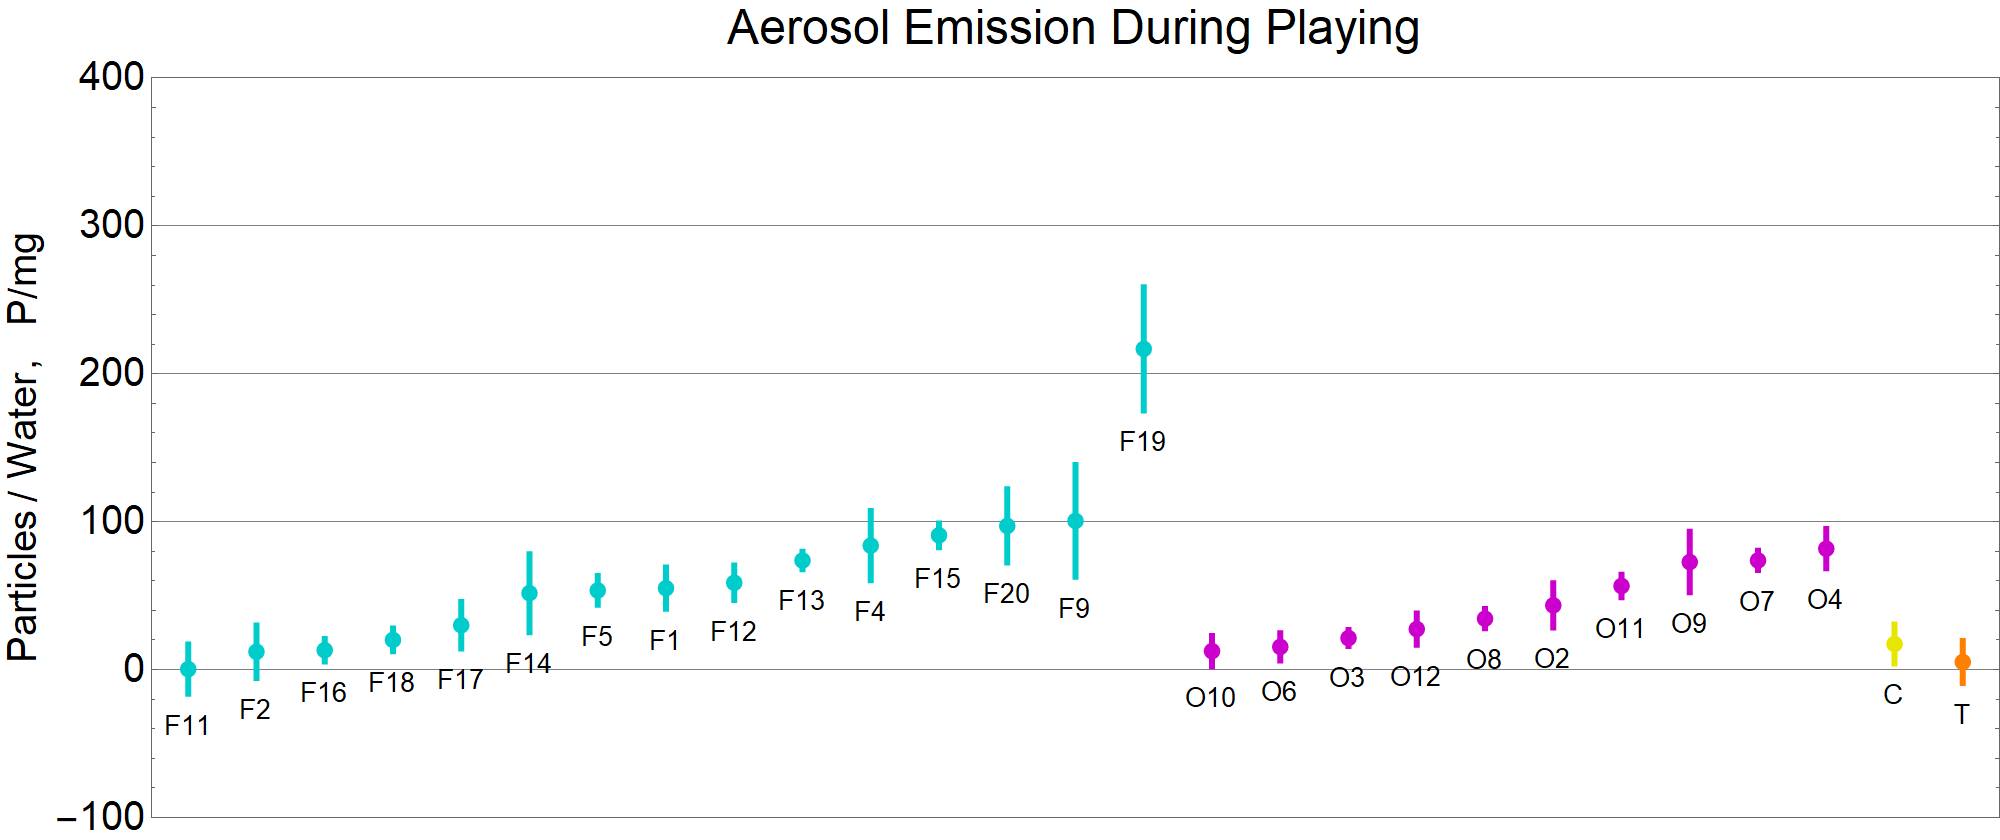 Aerosol Emission During Playing
Particles / Water, P/mg
400
300
200
100
0
−100
F11
F2
F16
F18
F17
F14
F5
F1
F12
F13
F4
F15
F20
F9
F19
O10
O6
O3
O12
O8
O2
O11
O9
O7
O4
C
T